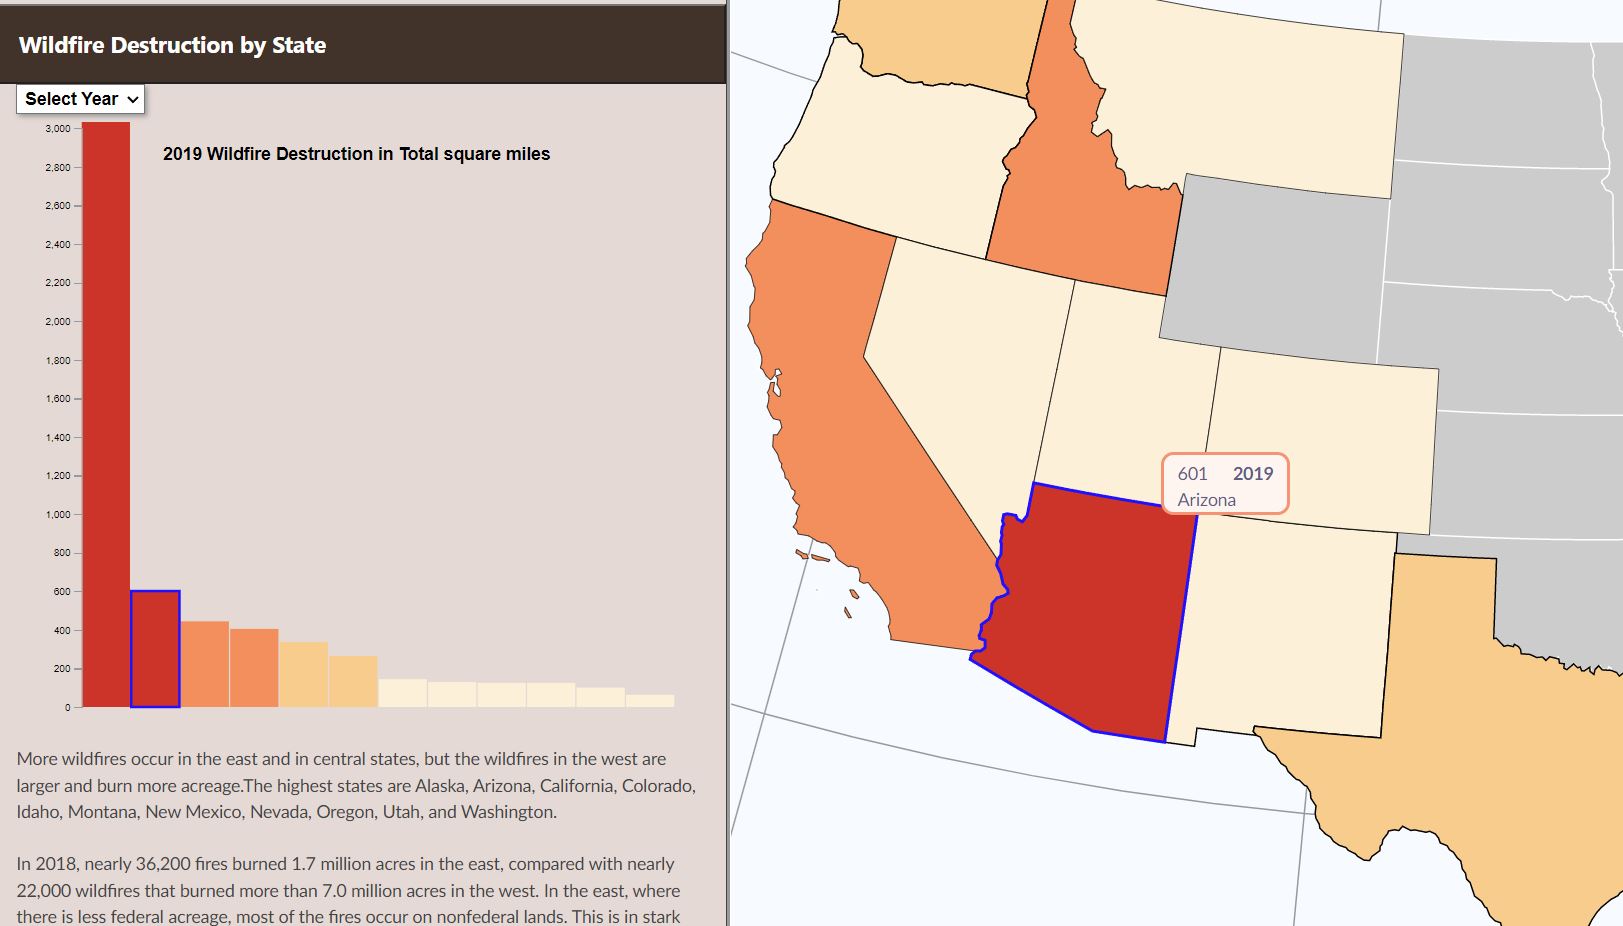 Wildfire Destruction by State
Select Year
2019 Wildfire Destruction in Total square miles
3,000
2,800
2,600
2,400
2,200
2,000
1,800
1,600
1,400
1,200
1,000
800
600
400
200
0
More wildfires occur in the east and in central states, but the wildfires in the west are
larger and burn more acreage.The highest states are Alaska, Arizona, California, Colorado,
Idaho, Montana, New Mexico, Nevada, Oregon, Utah, and Washington.
In 2018, nearly 36,200 fires burned 1.7 million acres in the east, compared with nearly
22,000 wildfires that burned more than 7.0 million acres in the west. In the east, where
there is less federal acreage, most of the fires occur on nonfederal lands. This is in stark
601 2019
Arizona